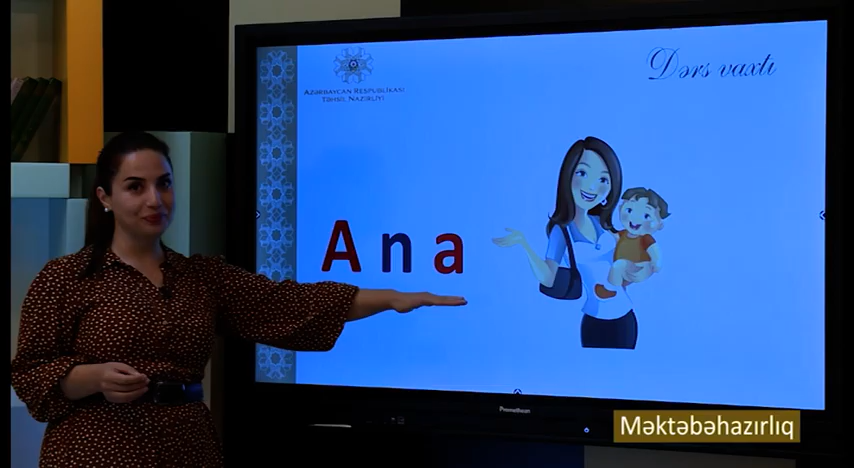 Dərs vaxtı
AZƏRBAYCAN RESPUBLİKASI
TƏHSİL NAZİRLİYİ
Ana
Promethean
Məktəbəhazırlıq